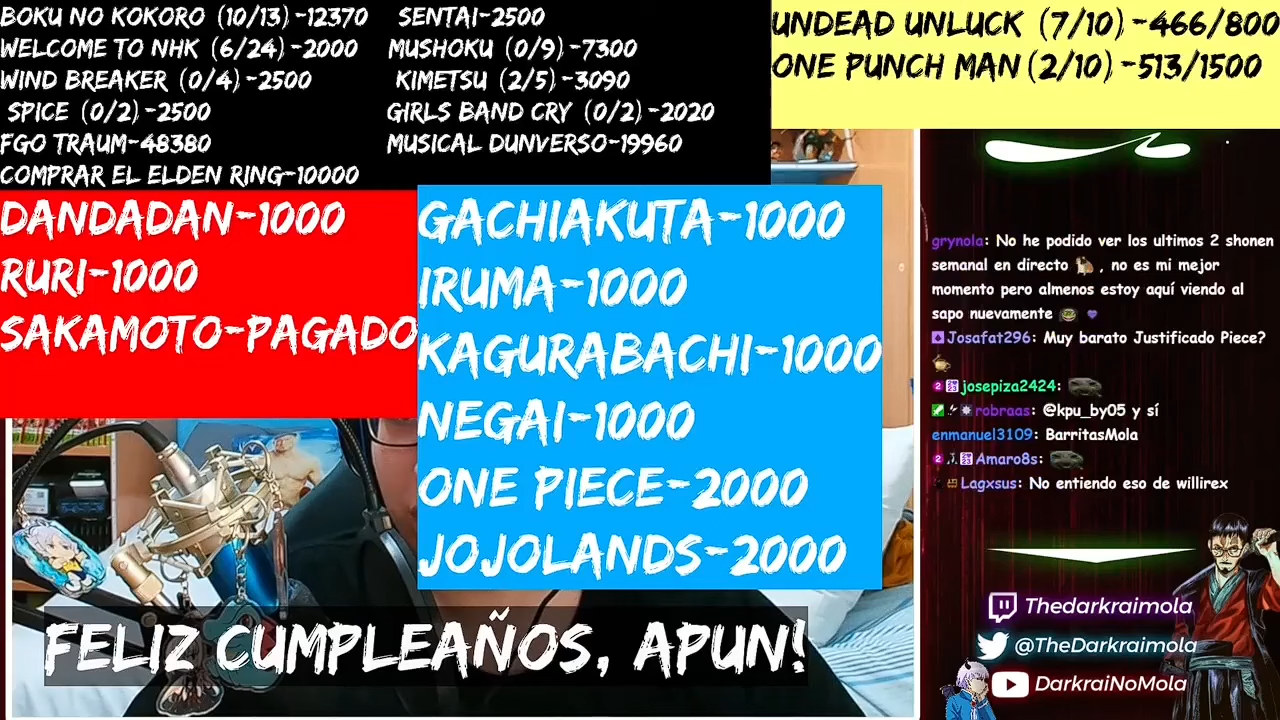 BOKU NO KOKORO (10/13)-12370
WELCOME TO NHK (6/24)-2000
WIND BREAKER (0/4)-2500
SPICE (0/2)-2500
FGO TRAUM-48380
COMPRAR EL ELDEN RING-10000
SENTAI-2500
MUSHOKU (0/9)-7300
KIMETSU (2/5)-3090
GIRLS BAND CRY (0/2)-2020
MUSICAL DUNVERSO-19960
UNDEAD UNLUCK (7/10)-466/800
ONE PUNCH MAN (2/10)-513/1500
DANDADAN-1000
RURI-1000
SAKAMOTO-PAGADO
GACHIAKUTA-1000
IRUMA-1000
KAGURABACHI-1000
NEGAI-1000
ONE PIECE-2000
JOJOLANDS-2000
FELIZ CUMPLEAÑOS, APUN!
grynola: No he podido ver los ultimos 2 shonen
semanal en directo , no es mi mejor
momento pero almenos estoy aquí viendo al
sapo nuevamente
Josafat296: Muy barato Justificado Piece?
josepiza2424:
robraas: @kpu_by05 y sí
enmanuel3109: BarritasMola
Amaro8s:
Lagxsus: No entiendo eso de willirex
Thedarkraimola
@TheDarkraimola
DarkraiNoMola